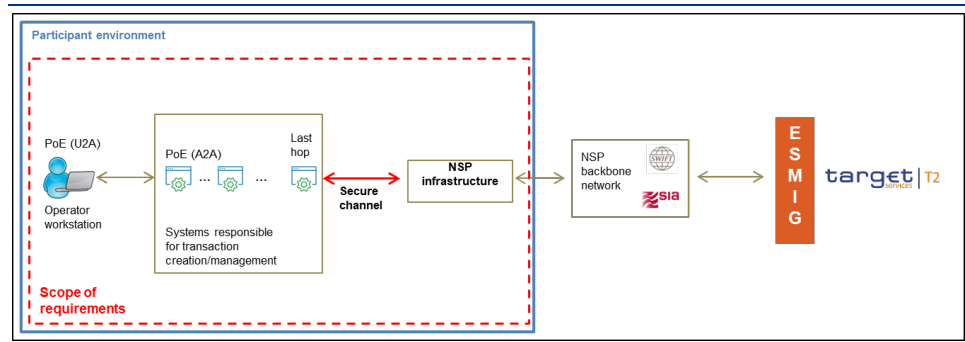 Participant environment
PoE (U2A)
Operator
workstation
PoE (A2A)
...
...
Last
hop
Systems responsible
for transaction
creation/management
Secure
channel
NSP
infrastructure
Scope of
requirements
NSP
backbone
network
SWIFT
sia
E
S
M
I
G
target
services
T2